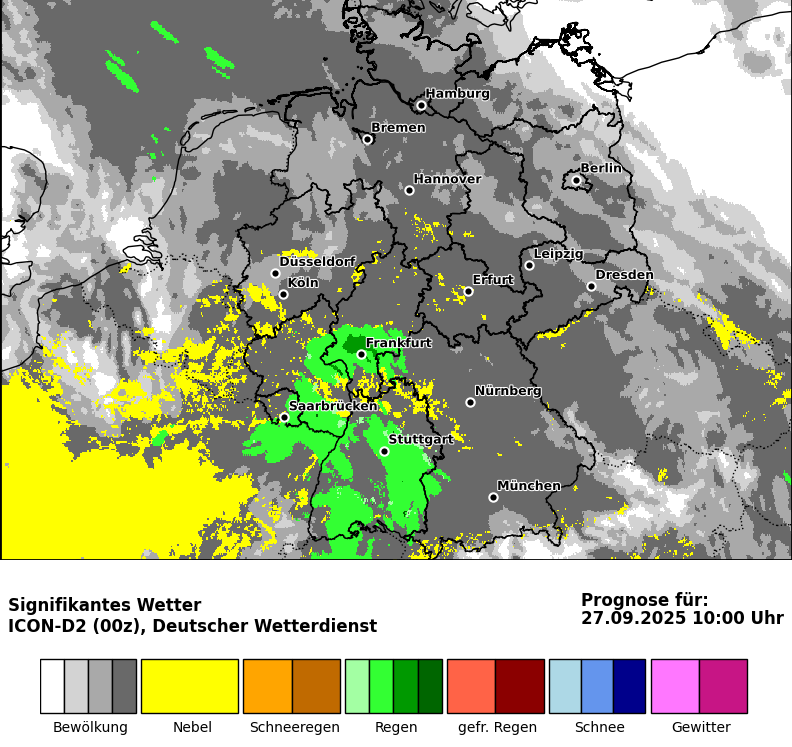 Hamburg
Bremen
Berlin
Hannover
Leipzig
Düsseldorf
Dresden
Köln
Erfurt
Frankfurt
Nürnberg
Saarbrücken
Stuttgart
München
Signifikantes Wetter
ICON-D2 (00z), Deutscher Wetterdienst
Prognose für:
27.09.2025 10:00 Uhr
Bewölkung
Nebel
Schneeregen
Regen
gefr. Regen
Schnee
Gewitter